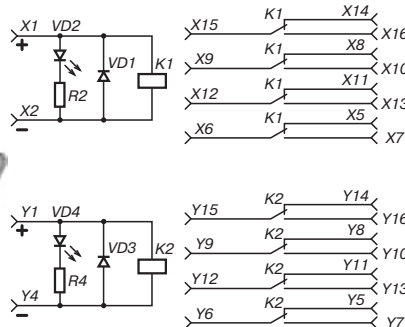 X1 VD2
+
VD1 K1
R2
X2
–
X15 K1 X14
X16
X9 K1 X8
X10
X12 K1 X11
X13
X6 K1 X5
X7
Y1 VD4
+
VD3 K2
R4
Y4
–
Y15 K2 Y14
Y16
Y9 K2 Y8
Y10
Y12 K2 Y11
Y13
Y6 K2 Y5
Y7